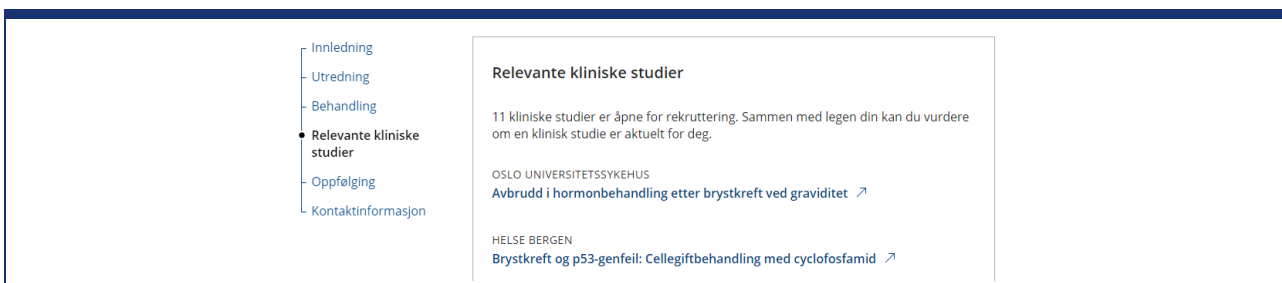 Innledning
Utredning
Behandling
Relevante kliniske
studier
Oppfølging
Kontaktinformasjon
Relevante kliniske studier
11 kliniske studier er åpne for rekruttering. Sammen med legen din kan du vurdere
om en klinisk studie er aktuelt for deg.
OSLO UNIVERSITETSSYKEHUS
Avbrudd i hormonbehandling etter brystkreft ved graviditet
HELSE BERGEN
Brystkreft og p53-genfeil: Cellegiftbehandling med cyclofosfamid